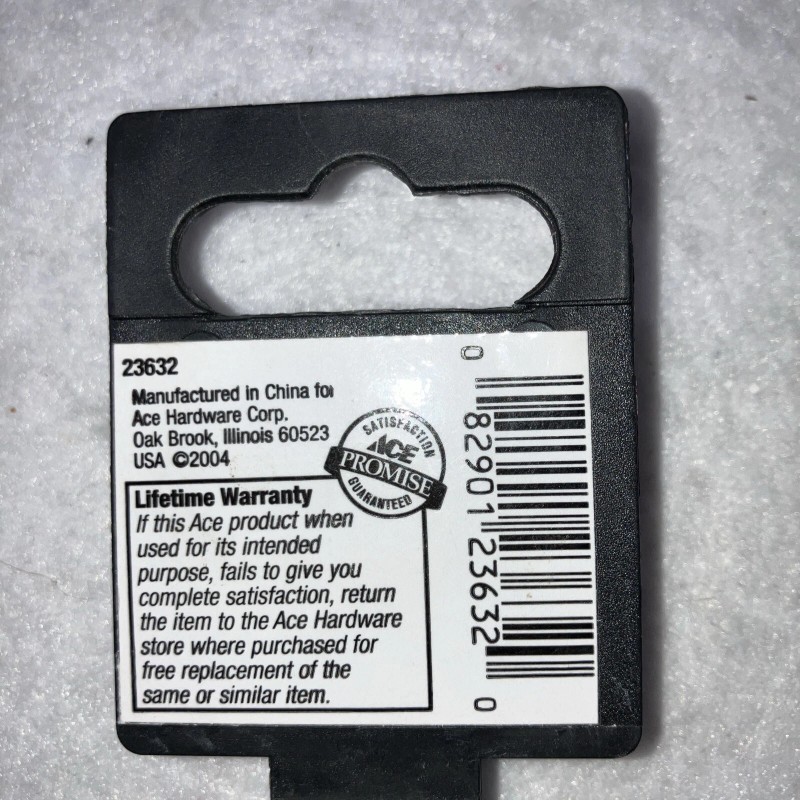 23632
Manufactured in China for
Ace Hardware Corp.
Oak Brook, Illinois 60523
USA ©2004
SATISFACTION
ACE
PROMISE
GUARANTEED
Lifetime Warranty
If this Ace product when
used for its intended
purpose, fails to give you
complete satisfaction, return
the item to the Ace Hardware
store where purchased for
free replacement of the
same or similar item.
0 82901 23632 0